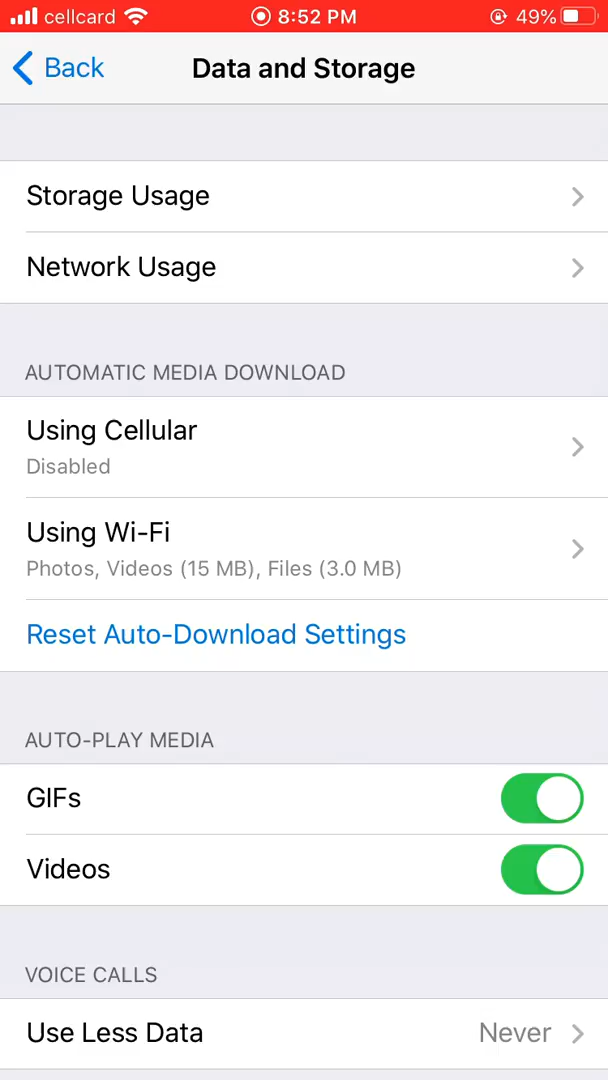 cellcard 8:52 PM 49%
Back Data and Storage
Storage Usage
Network Usage
AUTOMATIC MEDIA DOWNLOAD
Using Cellular
Disabled
Using Wi-Fi
Photos, Videos (15 MB), Files (3.0 MB)
Reset Auto-Download Settings
AUTO-PLAY MEDIA
GIFs
Videos
VOICE CALLS
Use Less Data Never